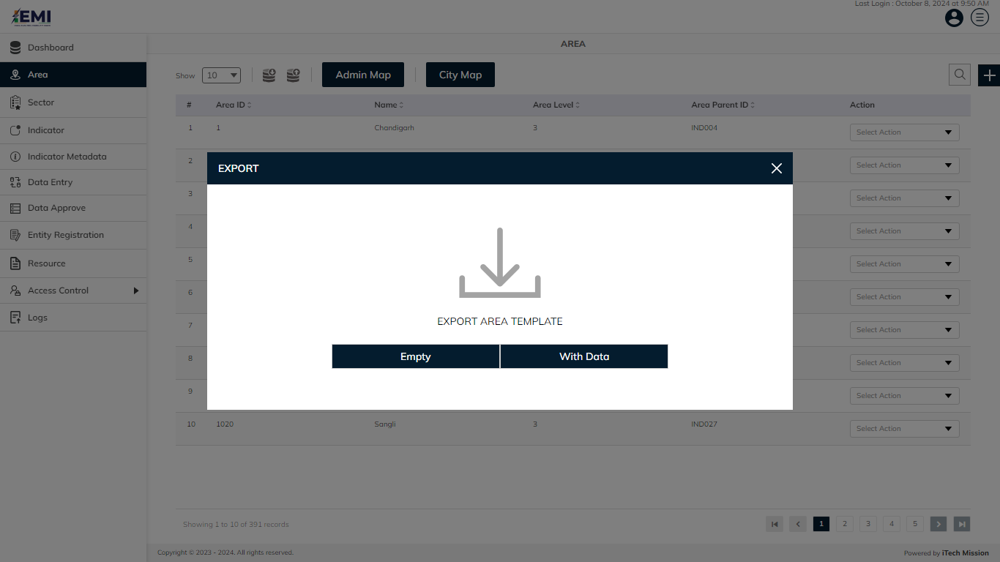 Last Login : October 8, 2024 at 9:50 AM
EMI
AREA
Dashboard
Area
Sector
Indicator
Indicator Metadata
Data Entry
Data Approve
Entity Registration
Resource
Access Control
Logs
Show 10 Admin Map City Map
# Area ID Name Area Level Area Parent ID Action
1 1 Chandigarh 3 IND004 Select Action
2 Select Action
3 Select Action
4 Select Action
5 Select Action
6 Select Action
7 Select Action
8 Select Action
9 Select Action
10 1020 Sangli 3 IND027 Select Action
EXPORT
EXPORT AREA TEMPLATE
Empty With Data
Showing 1 to 10 of 391 records
1 2 3 4 5
Copyright © 2023 - 2024. All rights reserved.
Powered by iTech Mission